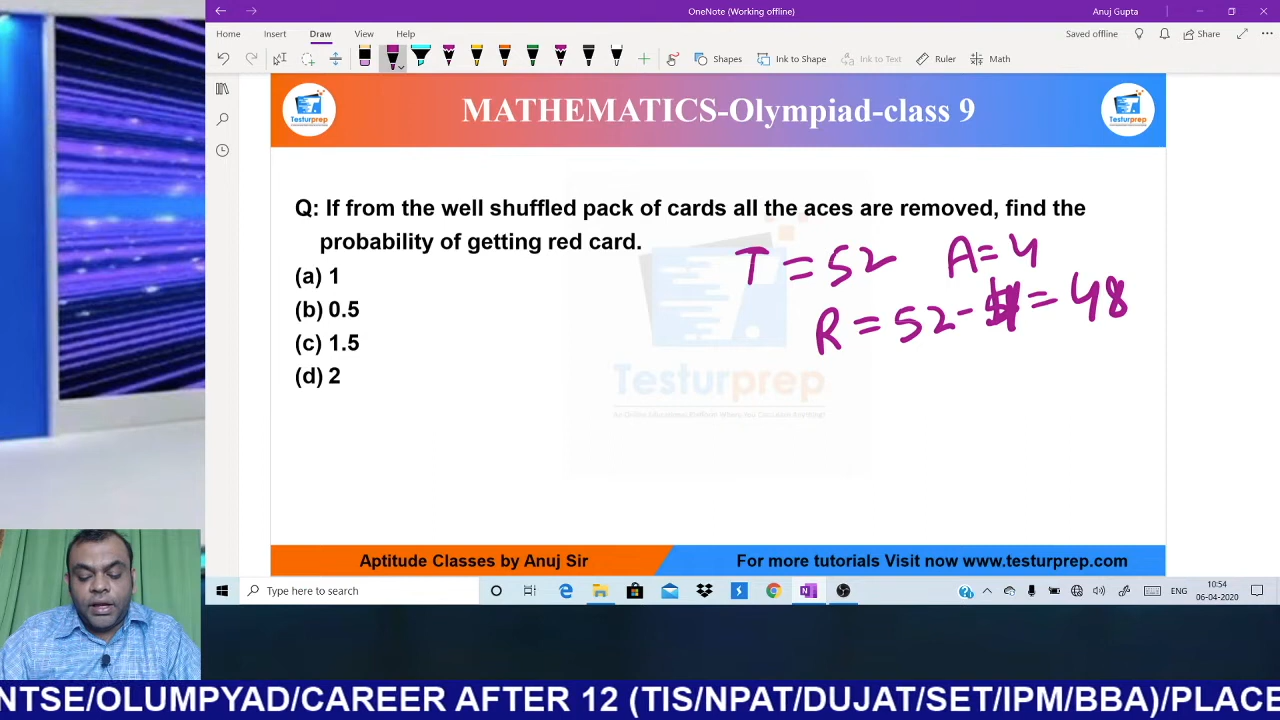 OneNote (Working offline)
Anuj Gupta
Home Insert Draw View Help
Saved offline
Share
Shapes Ink to Shape Ink to Text Ruler Math
Testurprep
MATHEMATICS-Olympiad-class 9
Testurprep
Q: If from the well shuffled pack of cards all the aces are removed, find the
probability of getting red card.
(a) 1
(b) 0.5
(c) 1.5
(d) 2
T = 52 A = 4
R = 52 - 4 = 48
Testurprep
Aptitude Classes by Anuj Sir
For more tutorials Visit now www.testurprep.com
Type here to search
ENG
10:54
06-04-2020
NTSE/OLUMPYAD/CAREER AFTER 12 (TIS/NPAT/DUJAT/SET/IPM/BBA)/PLACE